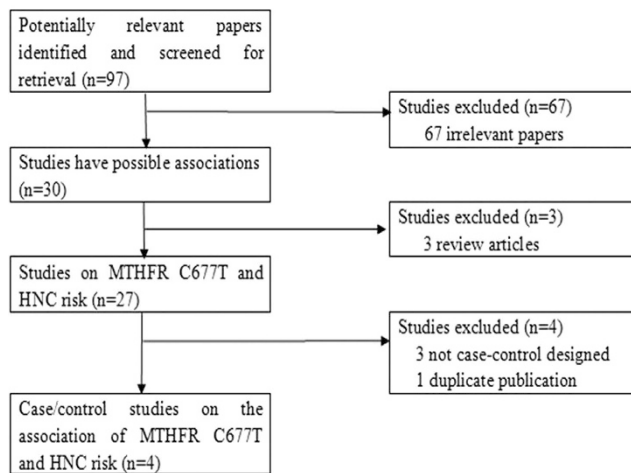 Potentially relevant papers
identified and screened for
retrieval (n=97)
Studies excluded (n=67)
67 irrelevant papers
Studies have possible associations
(n=30)
Studies excluded (n=3)
3 review articles
Studies on MTHFR C677T and
HNC risk (n=27)
Studies excluded (n=4)
3 not case-control designed
1 duplicate publication
Case/control studies on the
association of MTHFR C677T
and HNC risk (n=4)